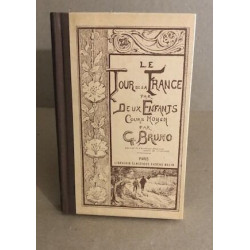 LE
TOUR DE LA FRANCE
PAR
DEUX ENFANTS
COURS MOYEN
PAR
G. BRUNO
PARIS
LIBRAIRIE CLASSIQUE EUGÈNE BELIN